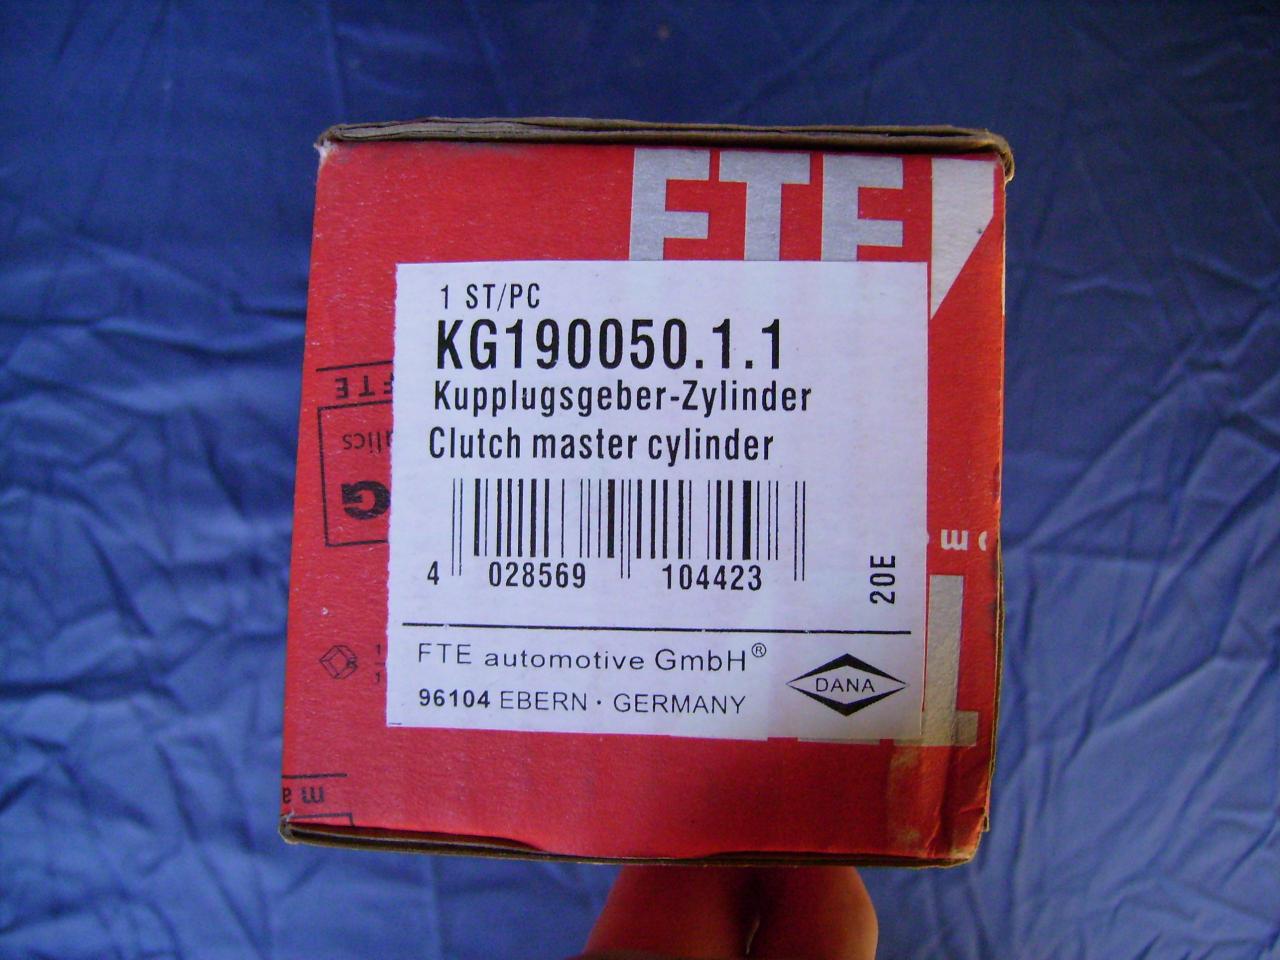 FTE
1 ST/PC
KG190050.1.1
Kupplugsgeber-Zylinder
Clutch master cylinder
4 028569 104423
20E
FTE automotive GmbH®
96104 EBERN · GERMANY
DANA
FTE
G